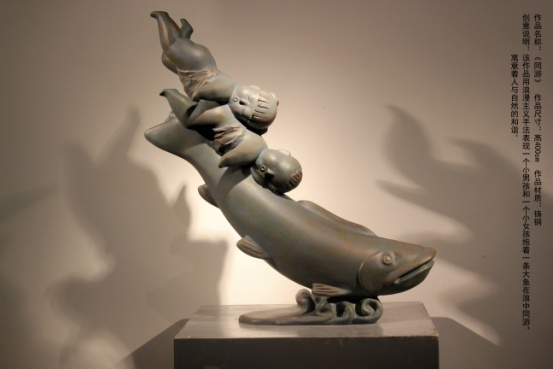 作品名称：《同游》 作品尺寸：高400cm 作品材质：铸铜
创意说明：该作品用浪漫主义手法表现一个小男孩和一个小女孩抱着一条大鱼在浪中同游，
寓意着人与自然的和谐．